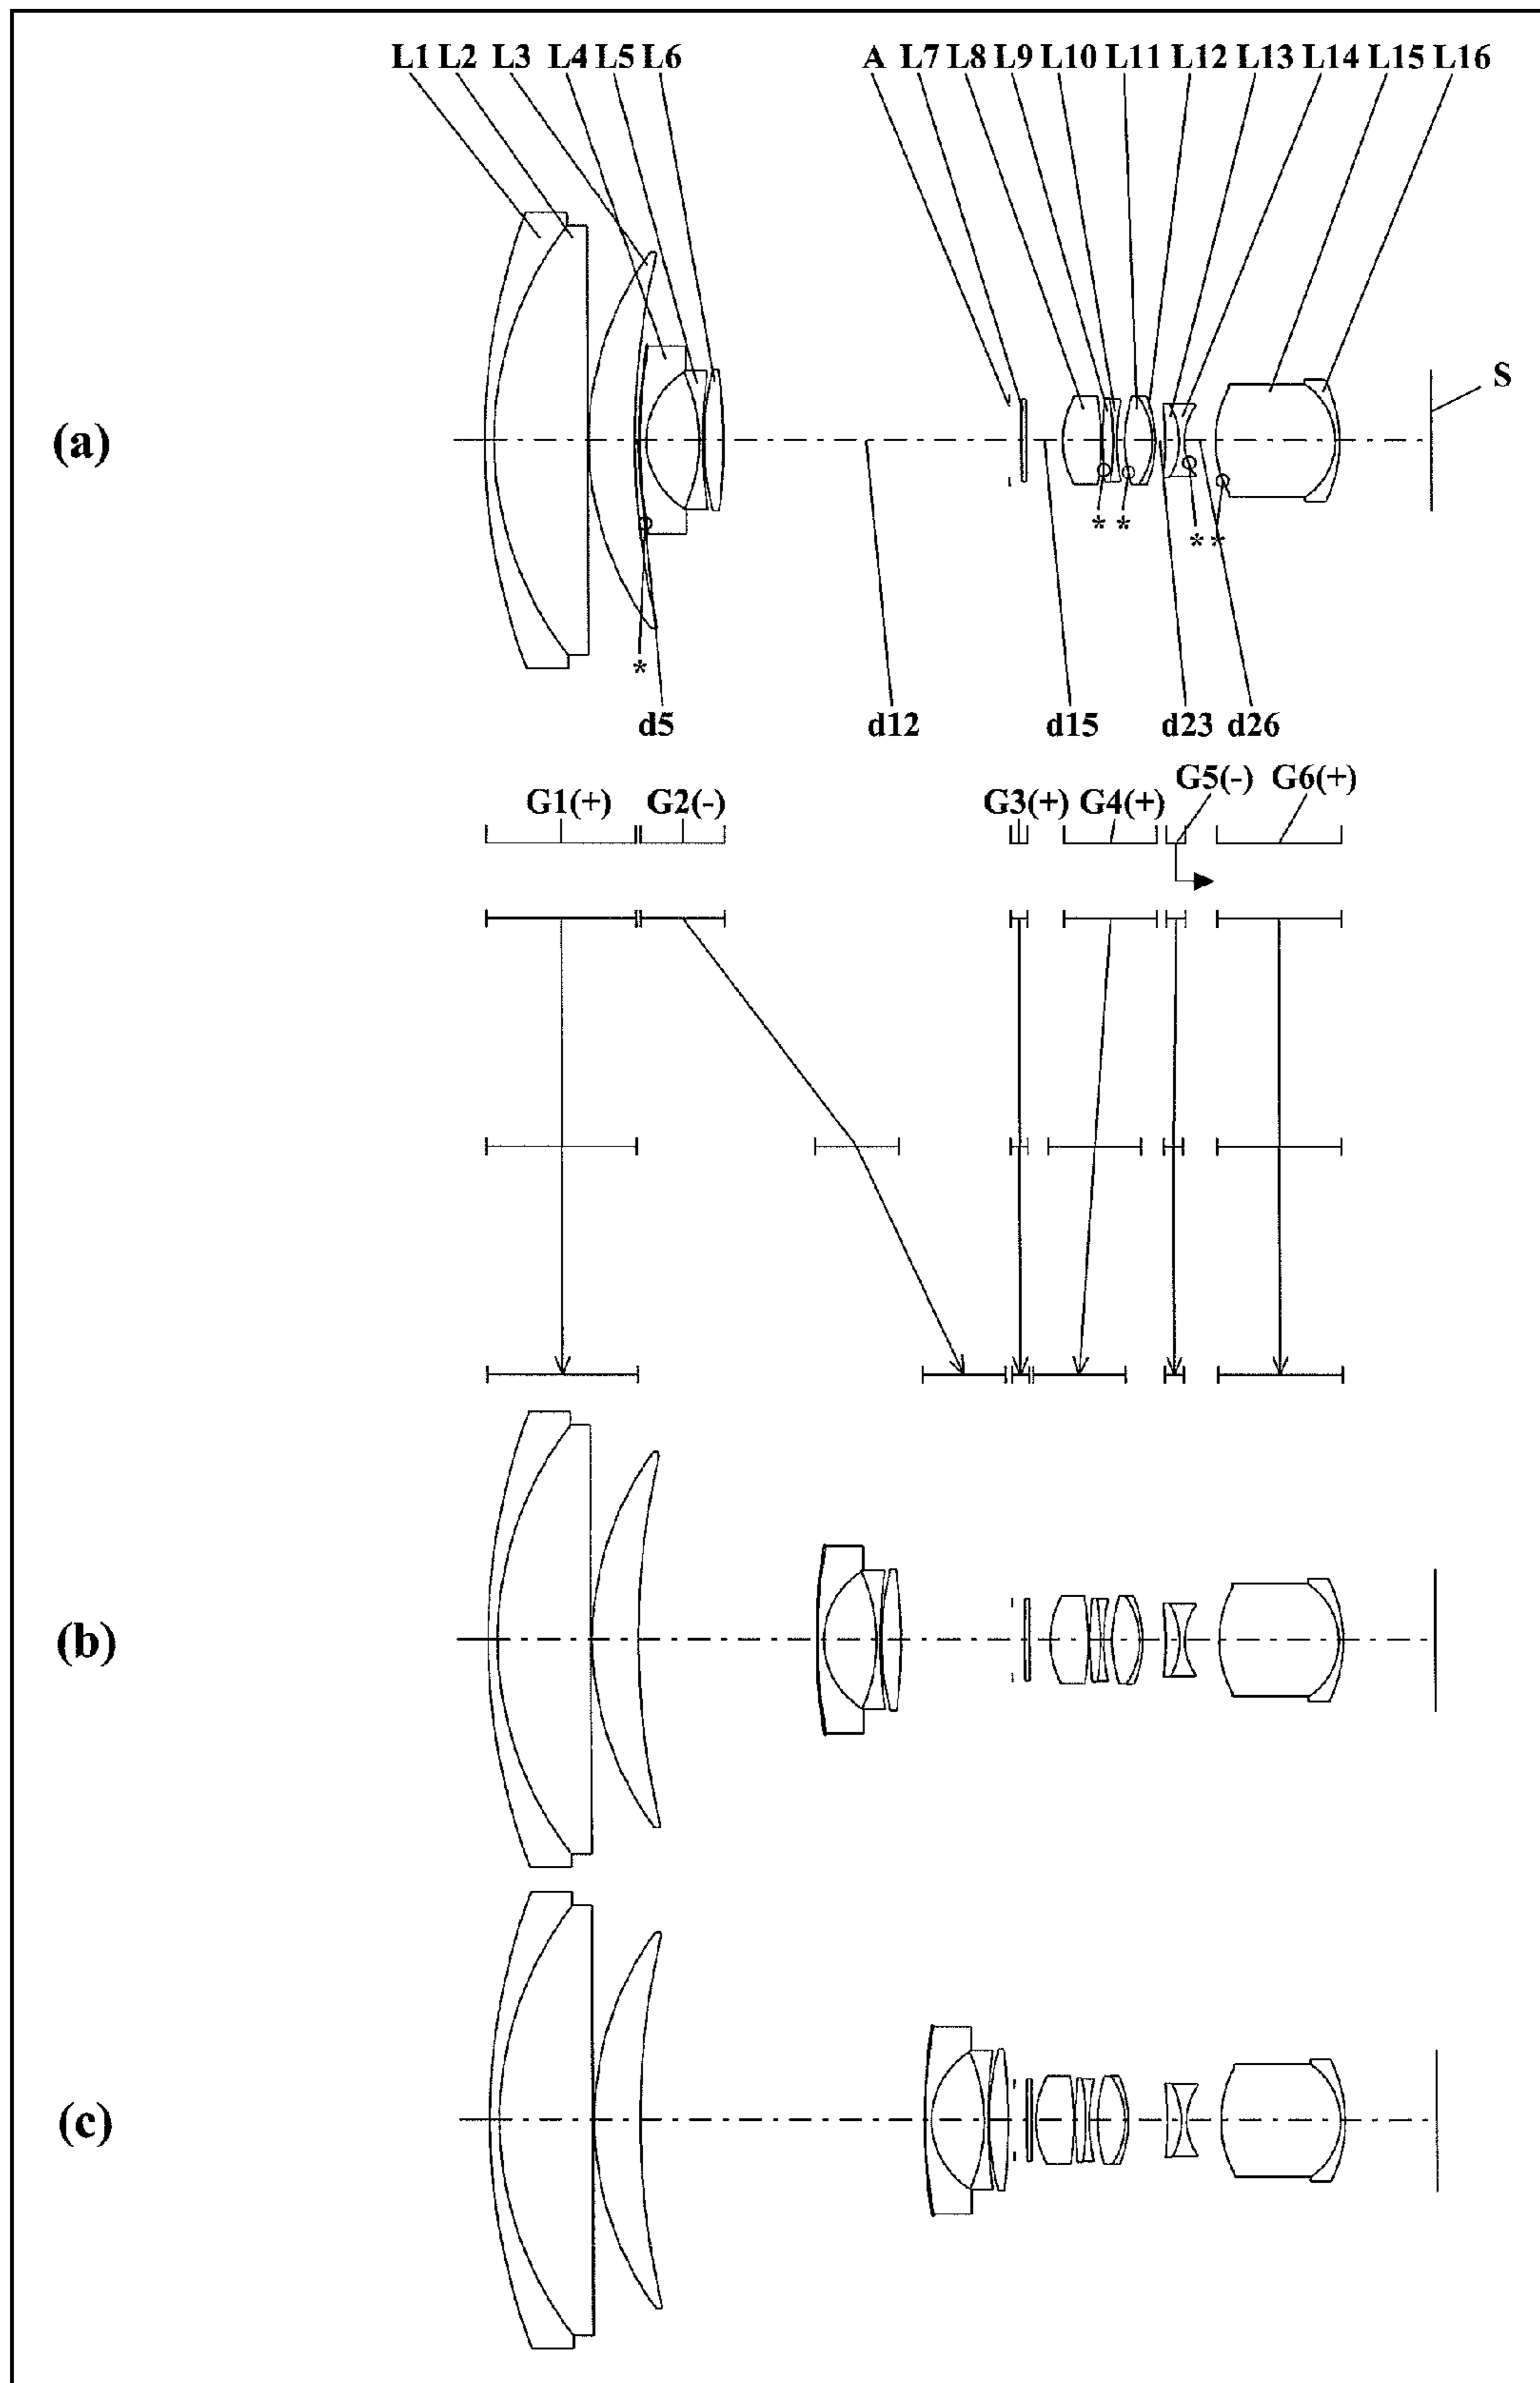 L1 L2 L3 L4 L5 L6 A L7 L8 L9 L10 L11 L12 L13 L14 L15 L16
S
(a)
* * * *
*
d5 d12 d15 d23 d26
G1(+) G2(-) G3(+) G4(+) G5(-) G6(+)
(b)
(c)